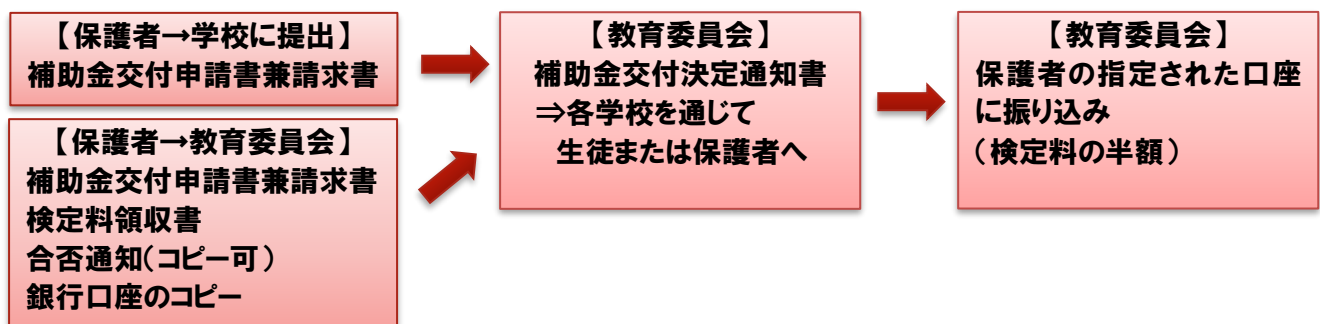 【保護者→学校に提出】
補助金交付申請書兼請求書
【保護者→教育委員会】
補助金交付申請書兼請求書
検定料領収書
合否通知（コピー可）
銀行口座のコピー
【教育委員会】
補助金交付決定通知書
⇒各学校を通じて
生徒または保護者へ
【教育委員会】
保護者の指定された口座
に振り込み
（検定料の半額）